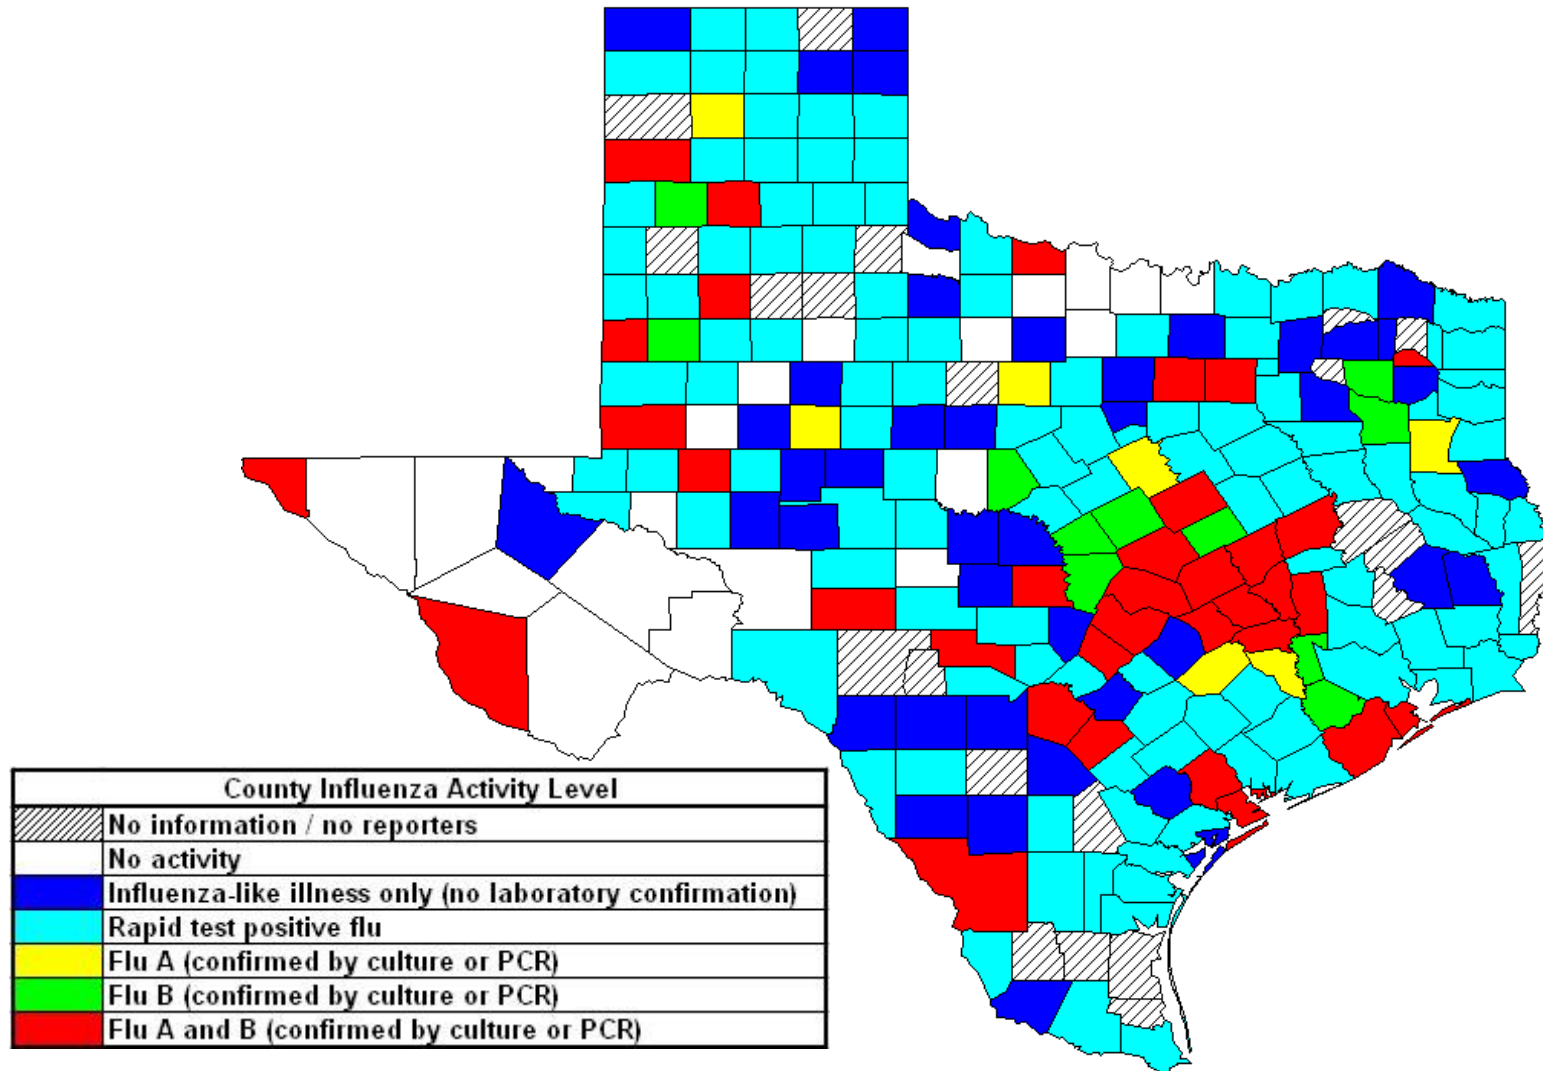 County Influenza Activity Level
No information / no reporters
No activity
Influenza-like illness only (no laboratory confirmation)
Rapid test positive flu
Flu A (confirmed by culture or PCR)
Flu B (confirmed by culture or PCR)
Flu A and B (confirmed by culture or PCR)